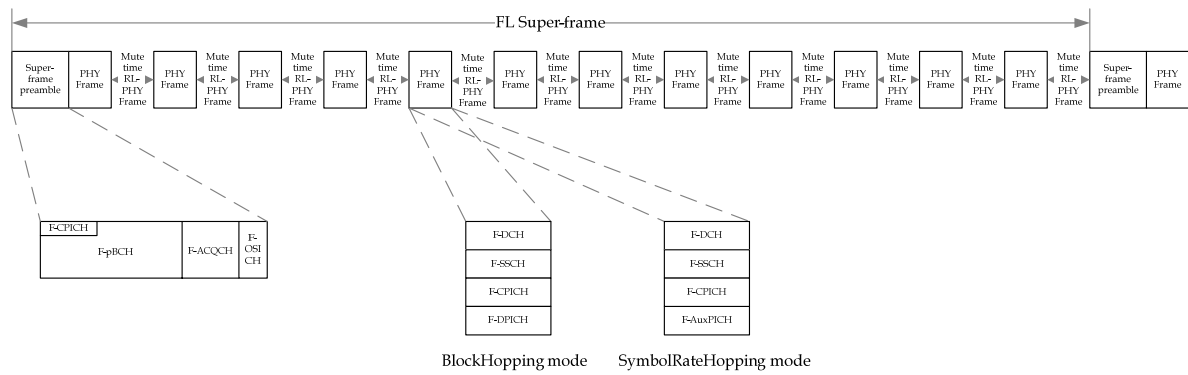 FL Super-frame
Super-
frame
preamble
PHY
Frame
Mute
time
RL-
PHY
Frame
PHY
Frame
Mute
time
RL-
PHY
Frame
PHY
Frame
Mute
time
RL-
PHY
Frame
PHY
Frame
Mute
time
RL-
PHY
Frame
PHY
Frame
Mute
time
RL-
PHY
Frame
PHY
Frame
Mute
time
RL-
PHY
Frame
PHY
Frame
Mute
time
RL-
PHY
Frame
PHY
Frame
Mute
time
RL-
PHY
Frame
PHY
Frame
Mute
time
RL-
PHY
Frame
PHY
Frame
Mute
time
RL-
PHY
Frame
PHY
Frame
Mute
time
RL-
PHY
Frame
PHY
Frame
Mute
time
RL-
PHY
Frame
Super-
frame
preamble
PHY
Frame
F-CPICH
F-pBCH
F-ACQCH
F-
OSI
CH
F-DCH
F-SSCH
F-CPICH
F-DPICH
BlockHopping mode
F-DCH
F-SSCH
F-CPICH
F-AuxPICH
SymbolRateHopping mode